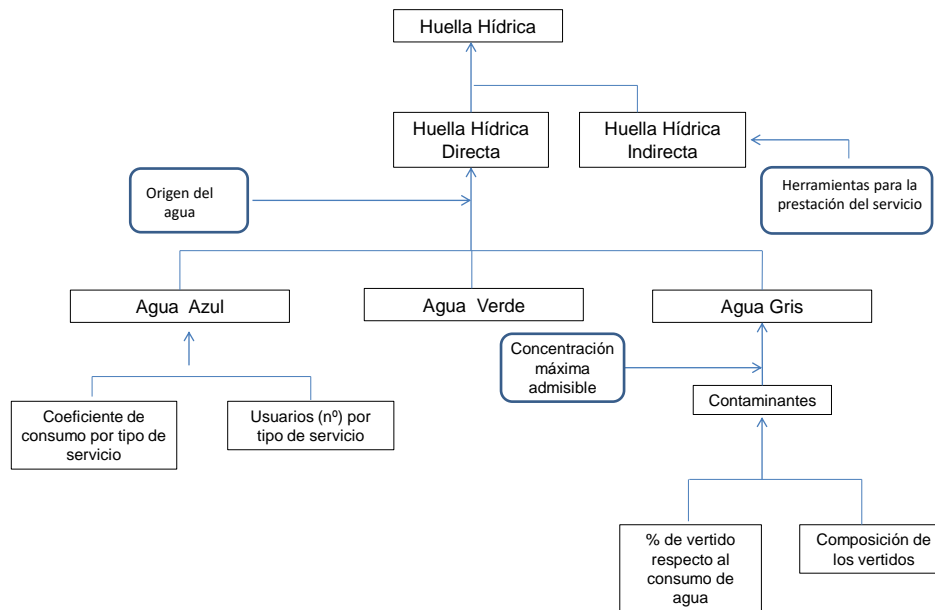 Huella Hídrica
Huella Hídrica
Directa
Huella Hídrica
Indirecta
Origen del
agua
Herramientas para la
prestación del servicio
Agua Azul
Agua Verde
Agua Gris
Concentración
máxima
admisible
Contaminantes
Coeficiente de
consumo por tipo de
servicio
Usuarios (nº) por
tipo de servicio
% de vertido
respecto al
consumo de
agua
Composición de
los vertidos